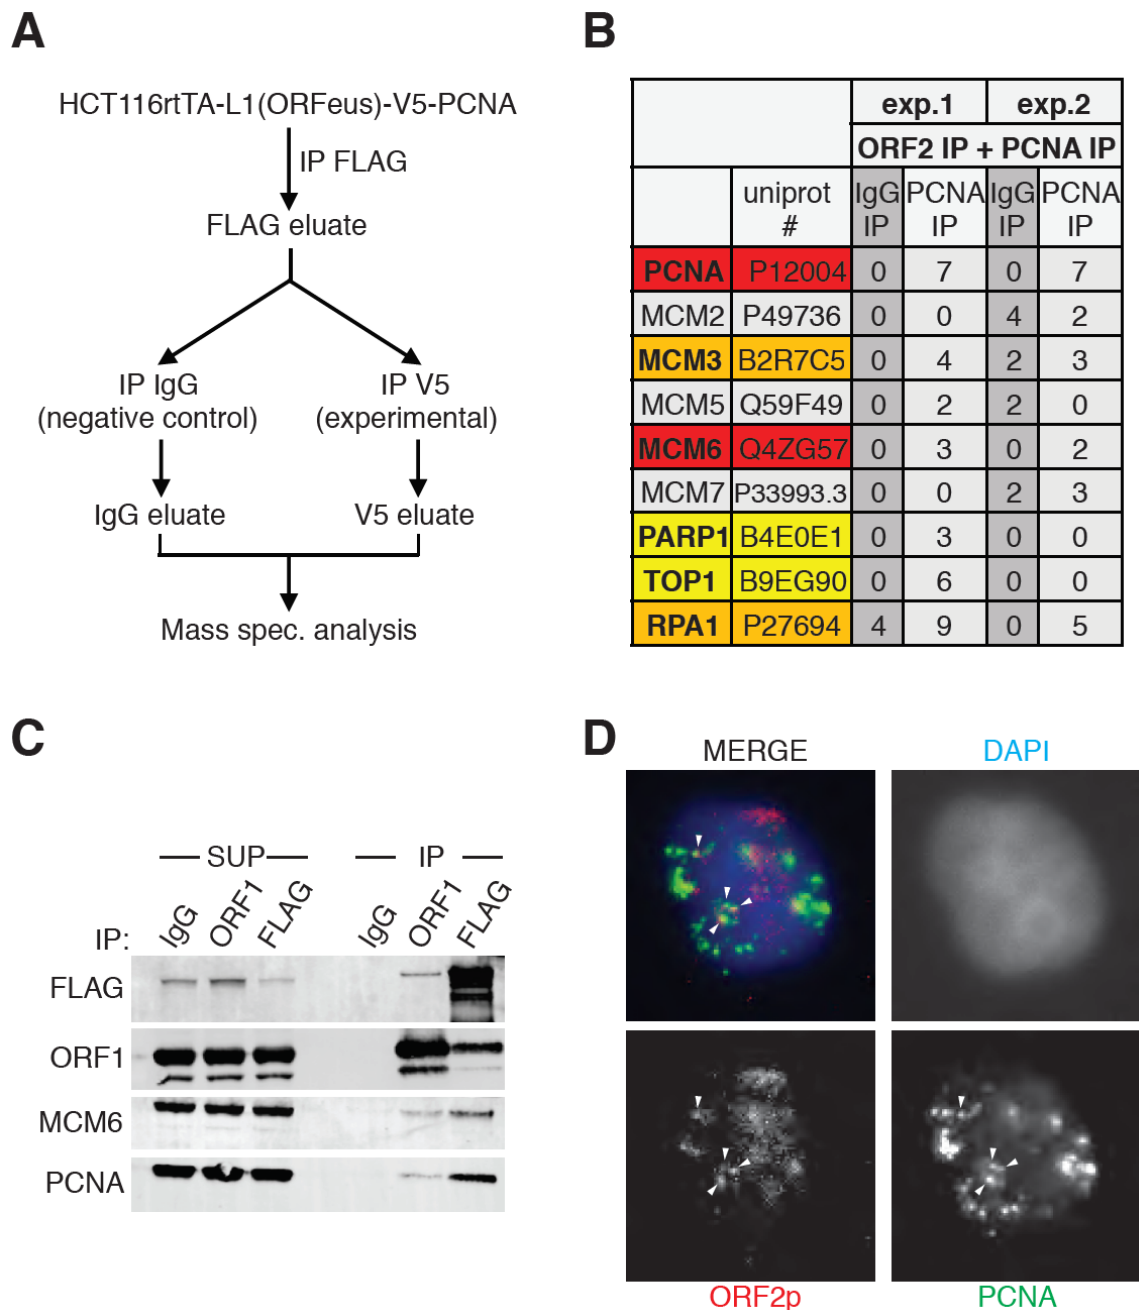 A
HCT116rtTA-L1(ORFeus)-V5-PCNA
IP FLAG
FLAG eluate
IP IgG
(negative control)
IP V5
(experimental)
IgG eluate
V5 eluate
Mass spec. analysis
B
exp.1 exp.2
ORF2 IP + PCNA IP
uniprot
#
IgG
IP
PCNA
IP
IgG
IP
PCNA
IP
PCNA P12004 0 7 0 7
MCM2 P49736 0 0 4 2
MCM3 B2R7C5 0 4 2 3
MCM5 Q59F49 0 2 2 0
MCM6 Q4ZG57 0 3 0 2
MCM7 P33993.3 0 0 2 3
PARP1 B4E0E1 0 3 0 0
TOP1 B9EG90 0 6 0 0
RPA1 P27694 4 9 0 5
C
SUP IP
IP: IgG ORF1 FLAG IgG ORF1 FLAG
FLAG
ORF1
MCM6
PCNA
D
MERGE DAPI
ORF2p PCNA